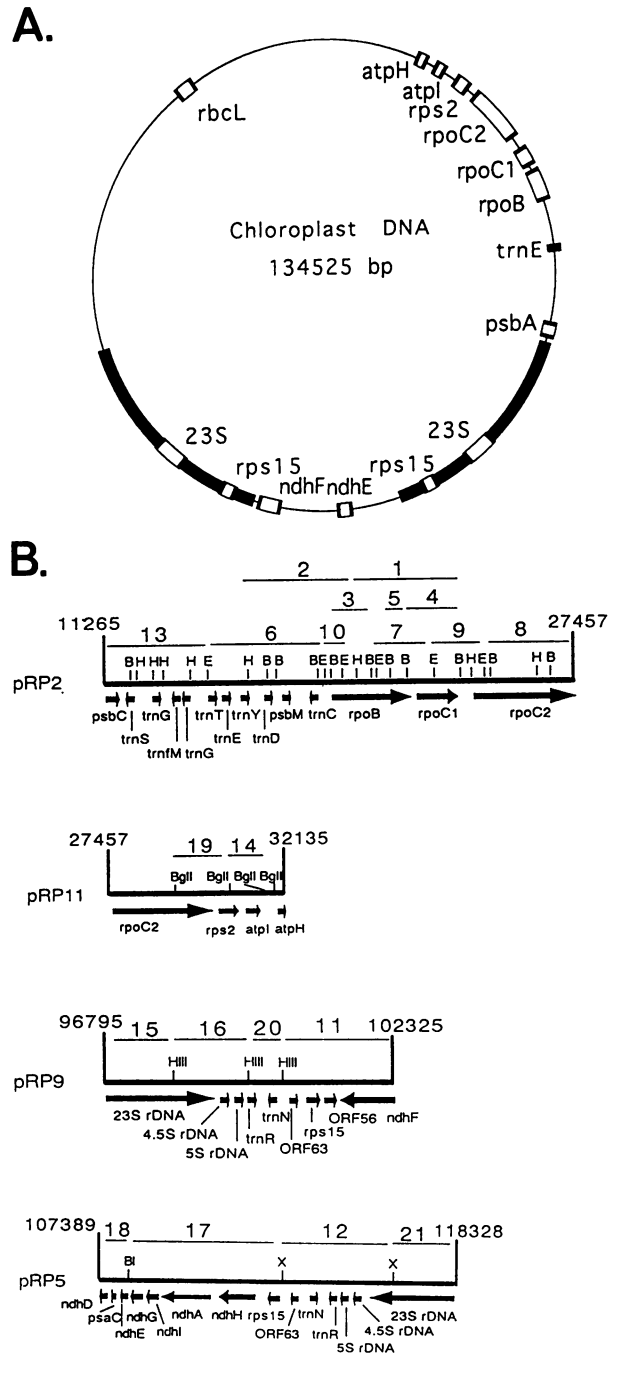 A.
atpH
atpI
rps2
rpoC2
rbcL
rpoC1
rpoB
Chloroplast DNA
134525 bp
trnE
psbA
23S 23S
rps15 rps15
ndhF ndhE
B.
2 1
3 5 4
11265 13 6 10 7 9 8 27457
B H H H H E H B B B E B E H B E B B E B H E B H B
pRP2
psbC trnG trnT trnY psbM trnC rpoB rpoC1 rpoC2
trnS trnE trnD
trnfM trnG
27457 19 14 32135
BglI BglI BglI BglI
pRP11
rpoC2 rps2 atpI atpH
96795 15 16 20 11 102325
HIII HIII HIII
pRP9
23S rDNA trnN ORF56 ndhF
4.5S rDNA trnR rps15
5S rDNA ORF63
107389 18 17 12 21 118328
BI X X
pRP5
ndhD ndhG ndhA ndhH rps15 trnN 23S rDNA
psaC ndhI ORF63 trnR 4.5S rDNA
ndhE 5S rDNA